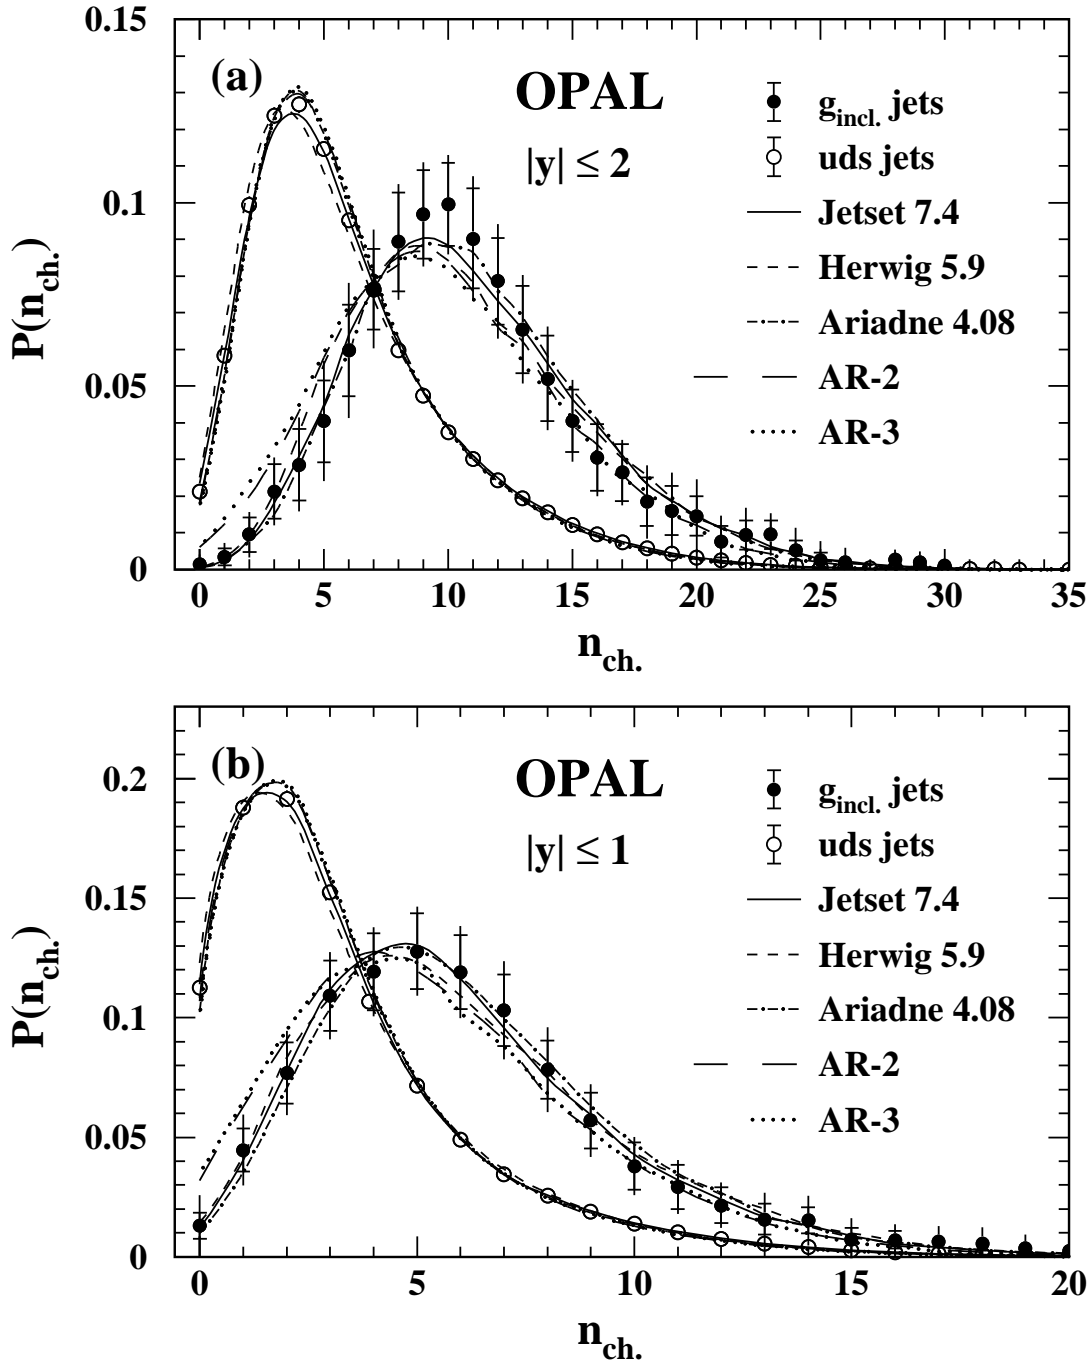 0.15
(a)
OPAL
g_incl. jets
|y| ≤ 2
uds jets
0.1
Jetset 7.4
P(n_ch.)
Herwig 5.9
Ariadne 4.08
0.05
AR-2
AR-3
0
0 5 10 15 20 25 30 35
n_ch.
(b)
OPAL
g_incl. jets
0.2
|y| ≤ 1
uds jets
0.15
Jetset 7.4
Herwig 5.9
P(n_ch.)
0.1
Ariadne 4.08
AR-2
0.05
AR-3
0
0 5 10 15 20
n_ch.